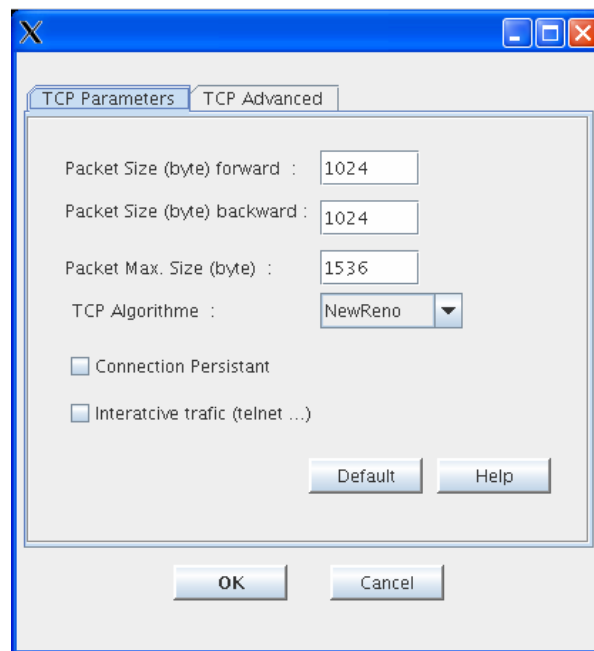 X
TCP Parameters TCP Advanced
Packet Size (byte) forward : 1024
Packet Size (byte) backward : 1024
Packet Max. Size (byte) : 1536
TCP Algorithme : NewReno
Connection Persistant
Interatcive trafic (telnet ...)
Default Help
OK Cancel